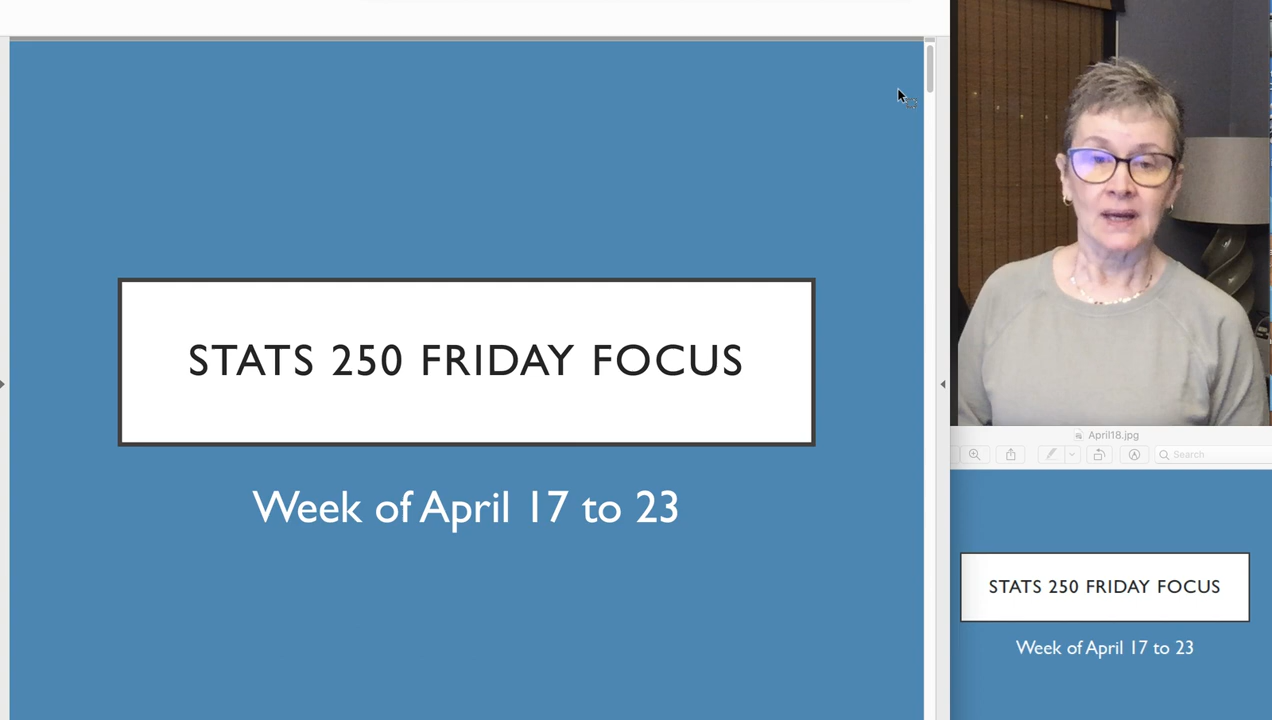 STATS 250 FRIDAY FOCUS
Week of April 17 to 23
April18.jpg
Search
STATS 250 FRIDAY FOCUS
Week of April 17 to 23